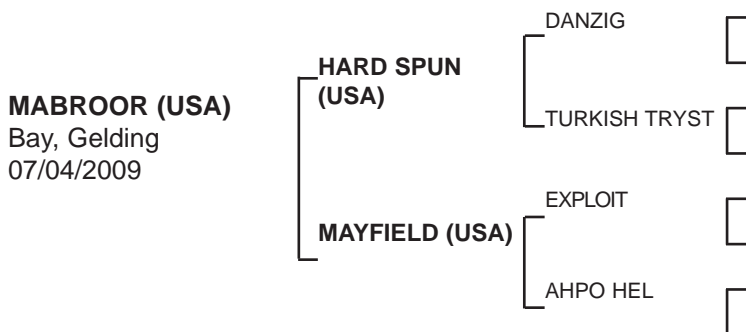 MABROOR (USA)
Bay, Gelding
07/04/2009
HARD SPUN
(USA)
MAYFIELD (USA)
DANZIG
TURKISH TRYST
EXPLOIT
AHPO HEL